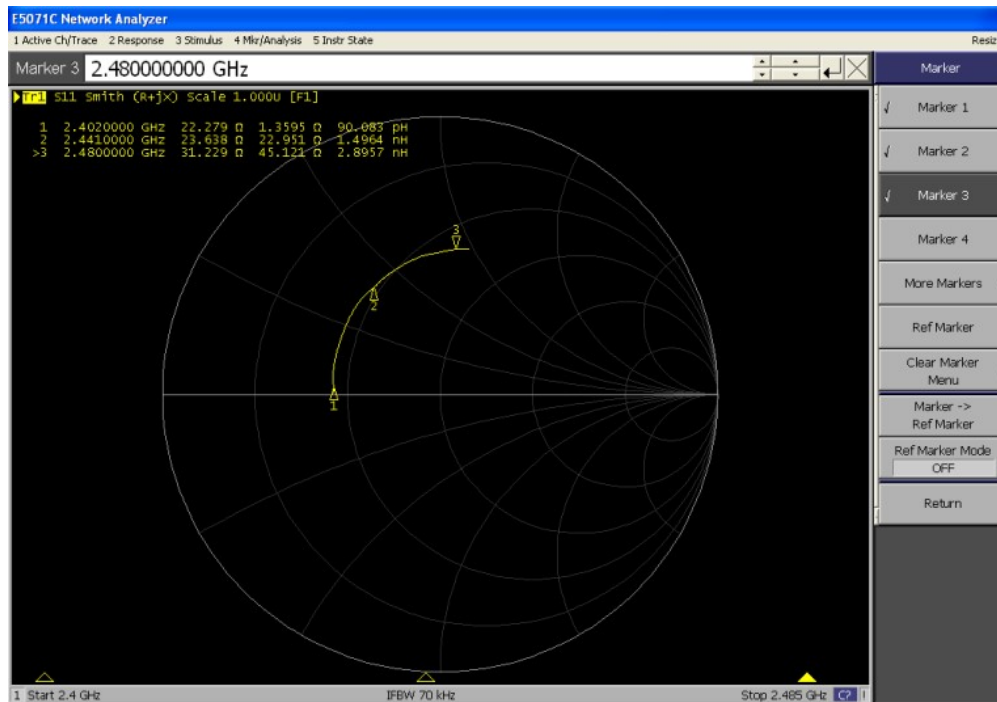 E5071C Network Analyzer
1 Active Ch/Trace 2 Response 3 Stimulus 4 Mkr/Analysis 5 Instr State Resiz
Marker 3 2.480000000 GHz
Tr1 S11 Smith (R+jX) Scale 1.000U [F1]
1 2.4020000 GHz 22.279 Ω 1.3595 Ω 90.083 pH
2 2.4410000 GHz 23.638 Ω 22.951 Ω 1.4964 nH
>3 2.4800000 GHz 31.229 Ω 45.121 Ω 2.8957 nH
3
2
1
Marker
√ Marker 1
√ Marker 2
√ Marker 3
Marker 4
More Markers
Ref Marker
Clear Marker
Menu
Marker ->
Ref Marker
Ref Marker Mode
OFF
Return
1 Start 2.4 GHz IFBW 70 kHz Stop 2.485 GHz C? !